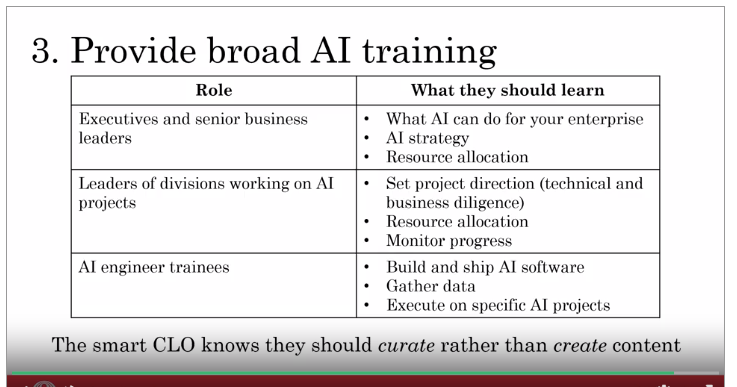 3. Provide broad AI training
Role
What they should learn
Executives and senior business
leaders
• What AI can do for your enterprise
• AI strategy
• Resource allocation
Leaders of divisions working on AI
projects
• Set project direction (technical and
business diligence)
• Resource allocation
• Monitor progress
AI engineer trainees
• Build and ship AI software
• Gather data
• Execute on specific AI projects
The smart CLO knows they should curate rather than create content